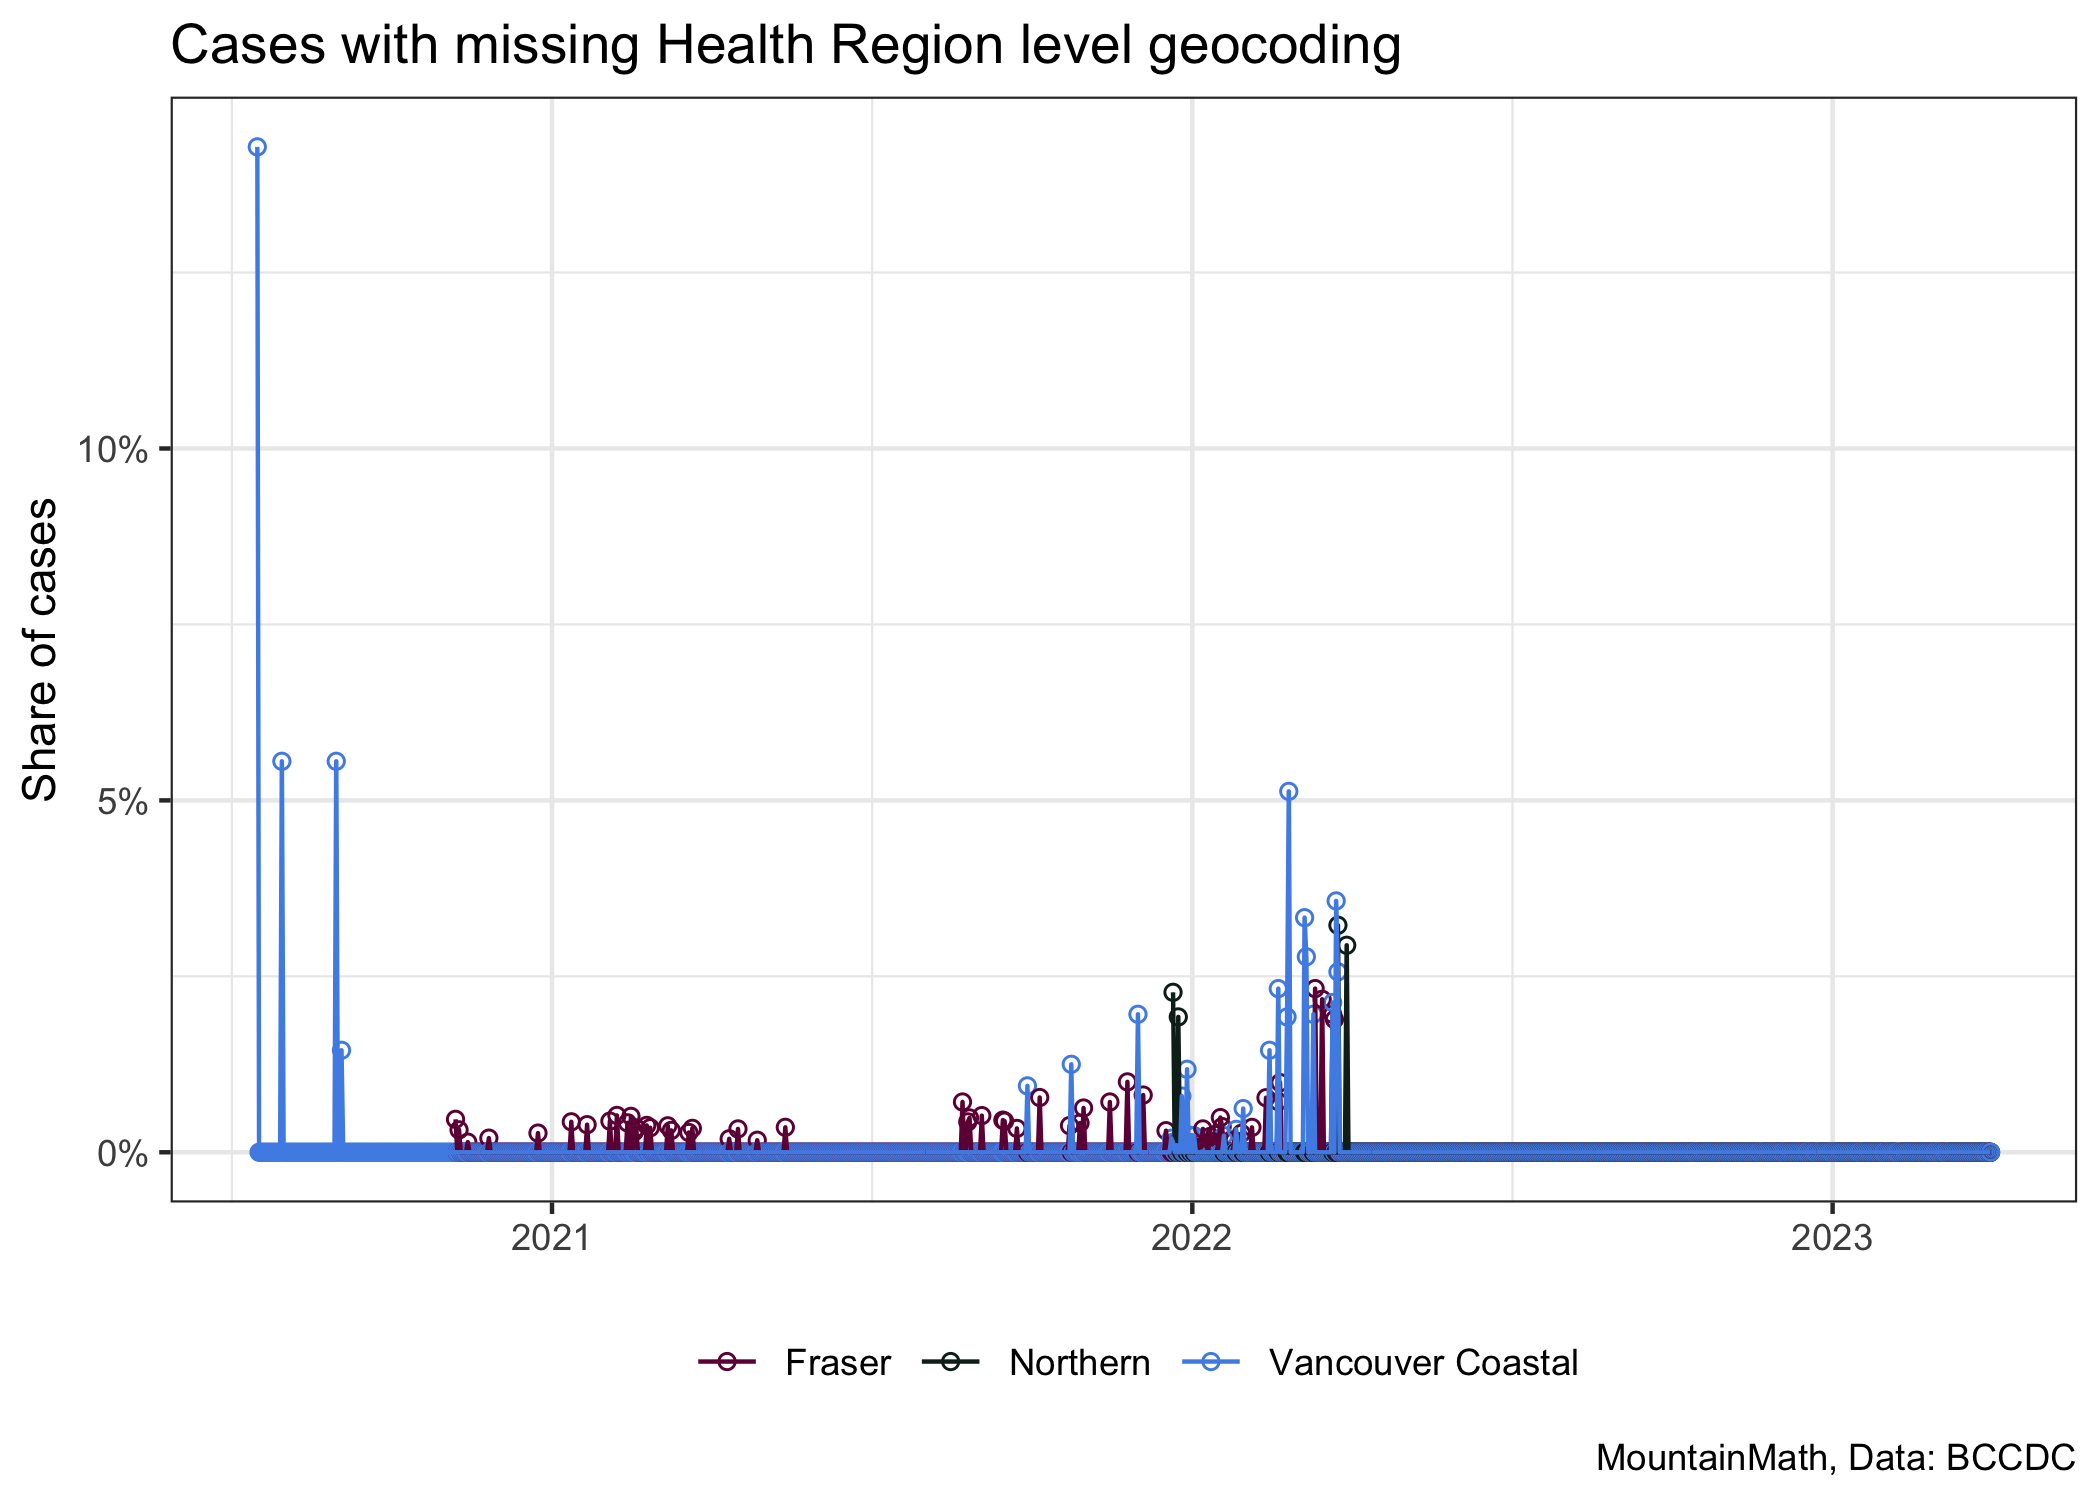 Cases with missing Health Region level geocoding
Share of cases
10%
5%
0%
2021
2022
2023
Fraser
Northern
Vancouver Coastal
MountainMath, Data: BCCDC